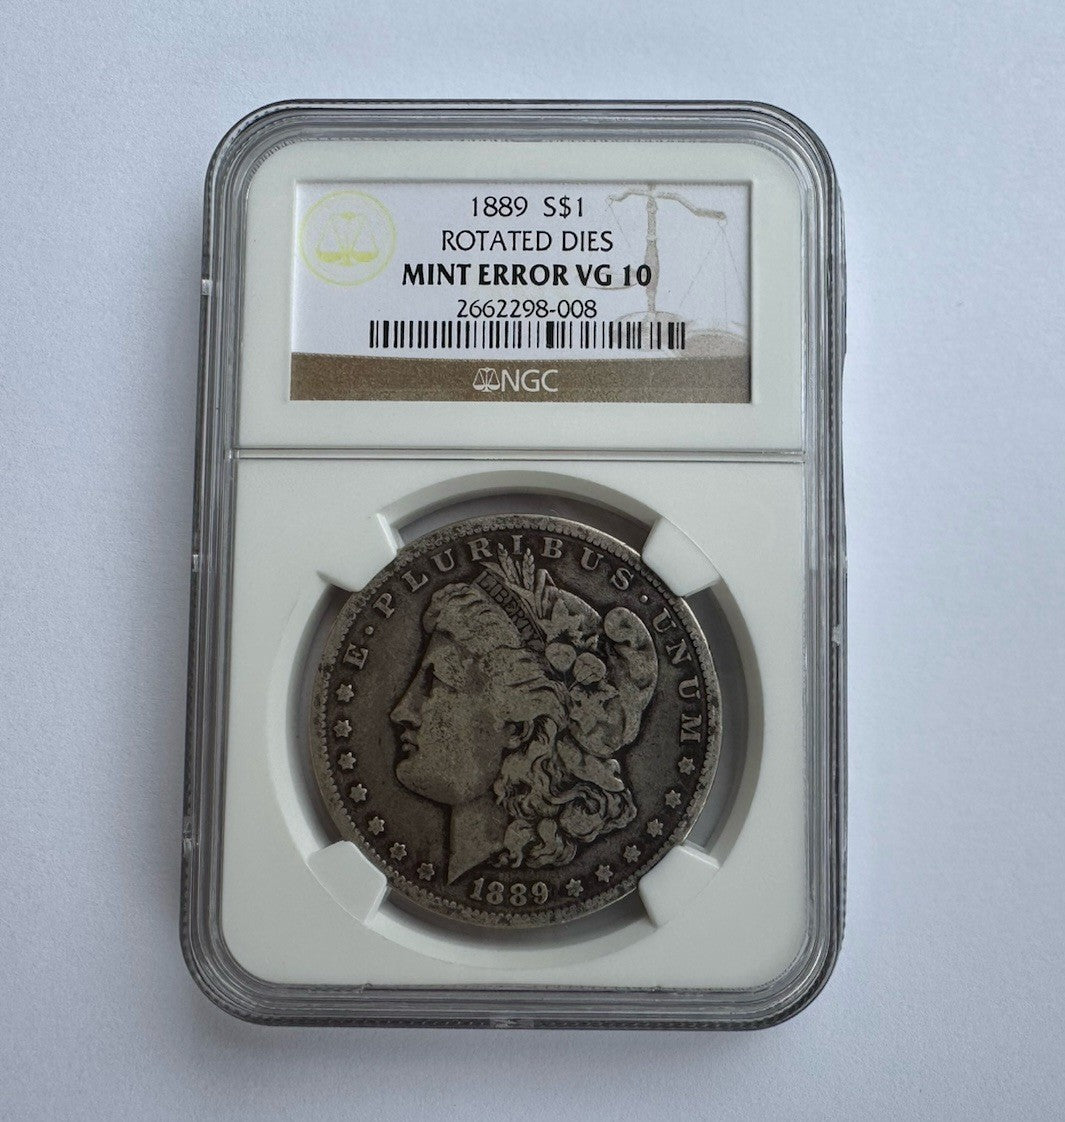 1889 S$1
ROTATED DIES
MINT ERROR VG 10
2662298-008
NGC
E · PLURIBUS · UNUM
LIBERTY
1889